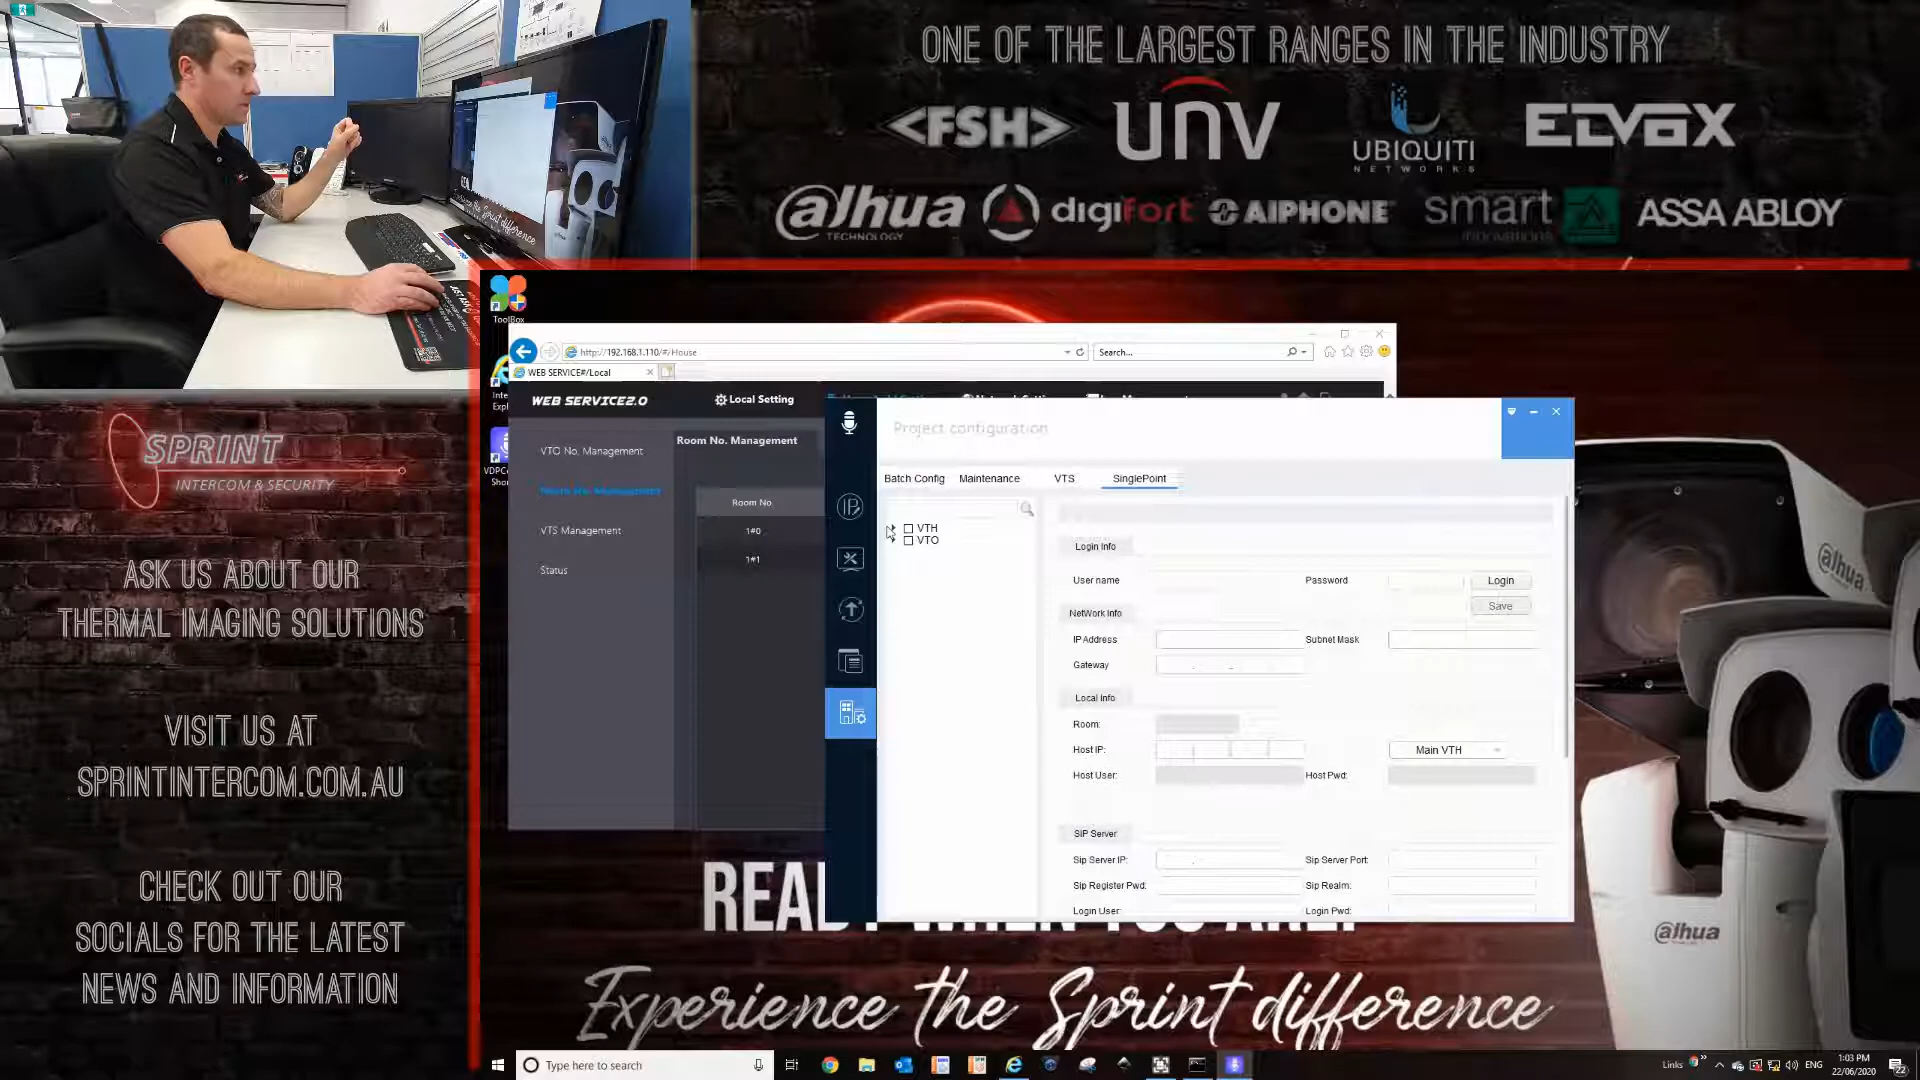 ONE OF THE LARGEST RANGES IN THE INDUSTRY
<FSH>
UNV
UBIQUITI
NETWORKS
ELVOX
alhua
TECHNOLOGY
digifort
AIPHONE
smart
ASSA ABLOY
SPRINT
INTERCOM & SECURITY
ASK US ABOUT OUR
THERMAL IMAGING SOLUTIONS
VISIT US AT
SPRINTINTERCOM.COM.AU
CHECK OUT OUR
SOCIALS FOR THE LATEST
NEWS AND INFORMATION
ToolBox
http://192.168.1.110/#/House
Search...
WEB SERVICE#/Local
WEB SERVICE2.0
Local Setting
VTO No. Management
Room No. Management
VTS Management
Status
Room No. Management
Room No.
1#0
1#1
Project configuration
Batch Config
Maintenance
VTS
SinglePoint
VTH
VTO
Login Info
User name
Password
Login
Save
NetWork Info
IP Address
Subnet Mask
Gateway
Local Info
Room:
Host IP:
Main VTH
Host User:
Host Pwd:
SIP Server
Sip Server IP:
Sip Server Port:
Sip Register Pwd:
Sip Realm:
Login User:
Login Pwd:
Experience the Sprint difference
alhua
alhua
Type here to search
Links
ENG
1:03 PM
22/06/2020
22